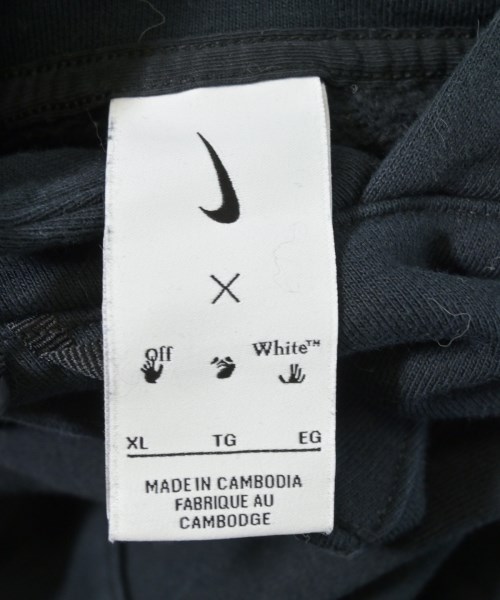 ×
Off White™
XL TG EG
MADE IN CAMBODIA
FABRIQUE AU
CAMBODGE